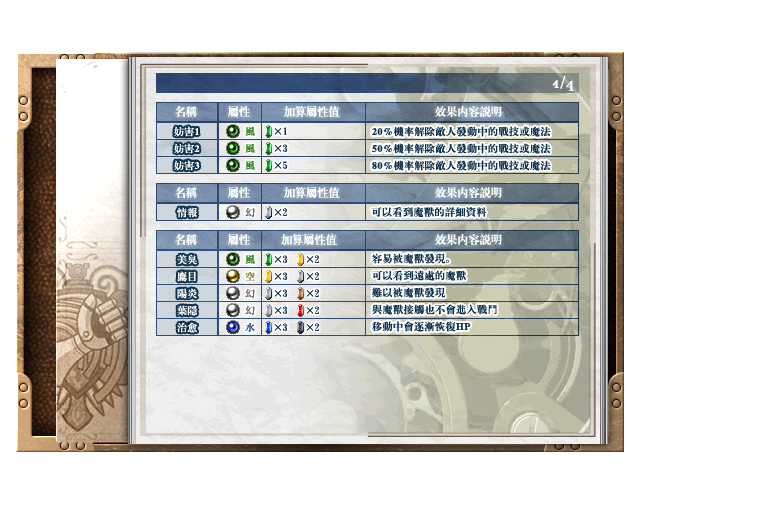 4/4
名稱 屬性 加算屬性值 效果內容説明
妨害1 風 ×1 20%機率解除敵人發動中的戰技或魔法
妨害2 風 ×3 50%機率解除敵人發動中的戰技或魔法
妨害3 風 ×5 80%機率解除敵人發動中的戰技或魔法
名稱 屬性 加算屬性值 效果內容説明
情報 幻 ×2 可以看到魔獸的詳細資料
名稱 屬性 加算屬性值 效果內容説明
美臭 風 ×3 ×2 容易被魔獸發現。
鷹目 空 ×3 ×2 可以看到遠處的魔獸
陽炎 幻 ×3 ×2 難以被魔獸發現
葉隱 幻 ×3 ×2 與魔獸接觸也不會進入戰鬥
治愈 水 ×3 ×2 移動中會逐漸恢復HP